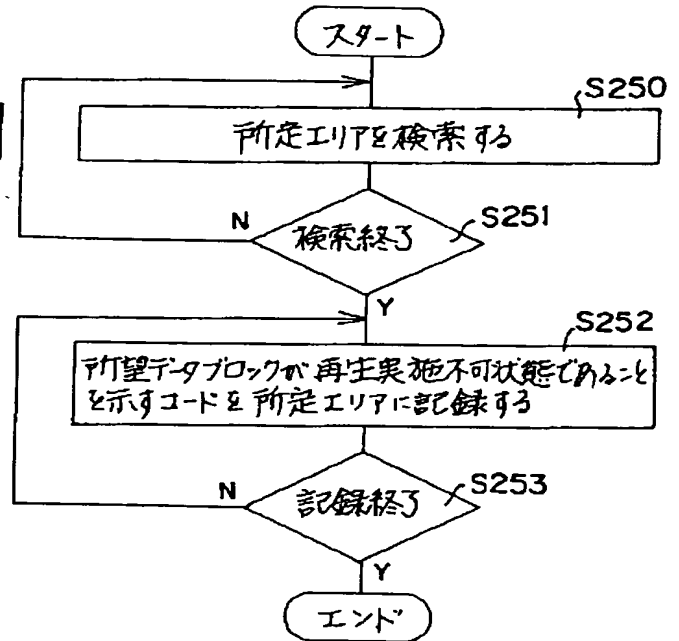 スタート
S250
所定エリアを検索する
N
検索終了
S251
Y
S252
所望データブロックが再生実施不可状態であること
を示すコードを所定エリアに記録する
N
記録終了
S253
Y
エンド